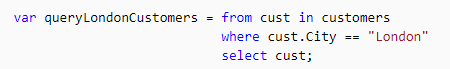 var queryLondonCustomers = from cust in customers
                           where cust.City == "London"
                           select cust;